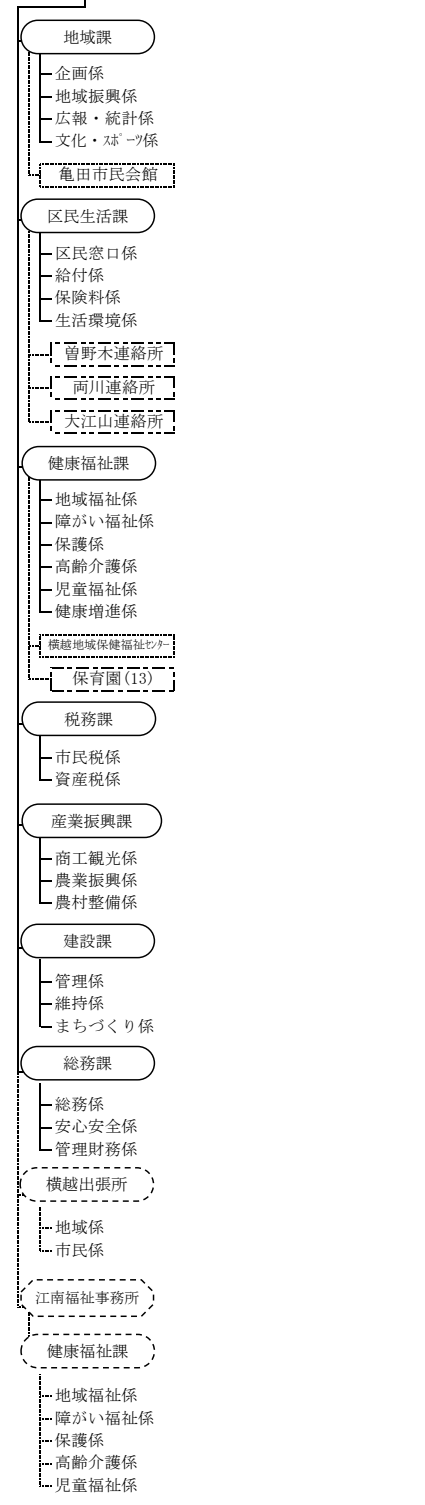 地域課
企画係
地域振興係
広報・統計係
文化・ｽﾎﾟｰﾂ係
亀田市民会館
区民生活課
区民窓口係
給付係
保険料係
生活環境係
曽野木連絡所
両川連絡所
大江山連絡所
健康福祉課
地域福祉係
障がい福祉係
保護係
高齢介護係
児童福祉係
健康増進係
横越地域保健福祉ｾﾝﾀｰ
保育園(13)
税務課
市民税係
資産税係
産業振興課
商工観光係
農業振興係
農村整備係
建設課
管理係
維持係
まちづくり係
総務課
総務係
安心安全係
管理財務係
横越出張所
地域係
市民係
江南福祉事務所
健康福祉課
地域福祉係
障がい福祉係
保護係
高齢介護係
児童福祉係